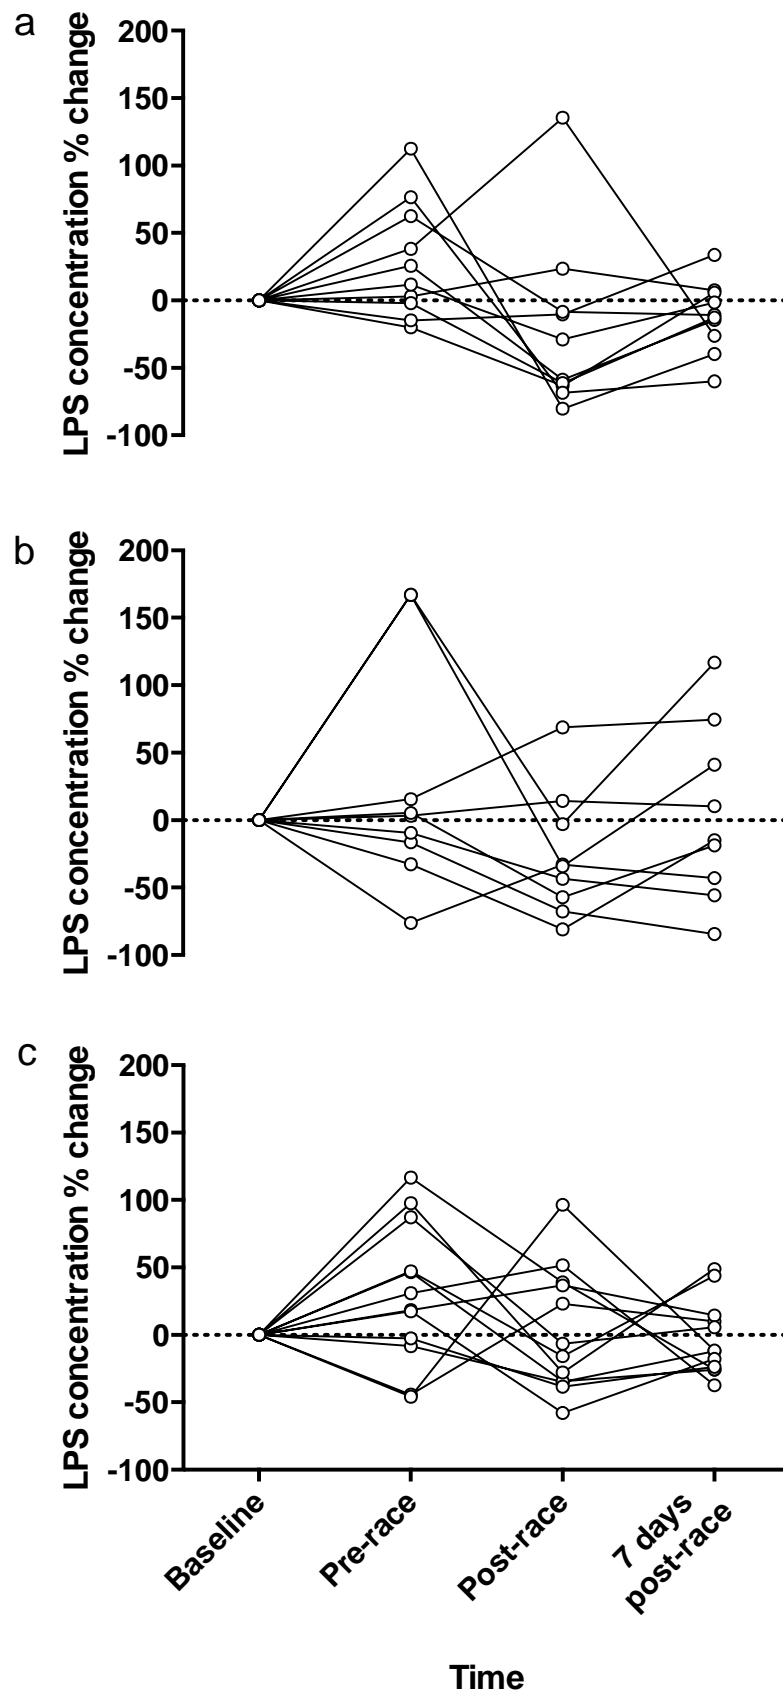 a
LPS concentration % change
200
150
100
50
0
-50
-100
b
LPS concentration % change
200
150
100
50
0
-50
-100
c
LPS concentration % change
200
150
100
50
0
-50
-100
Baseline
Pre-race
Post-race
7 days
post-race
Time